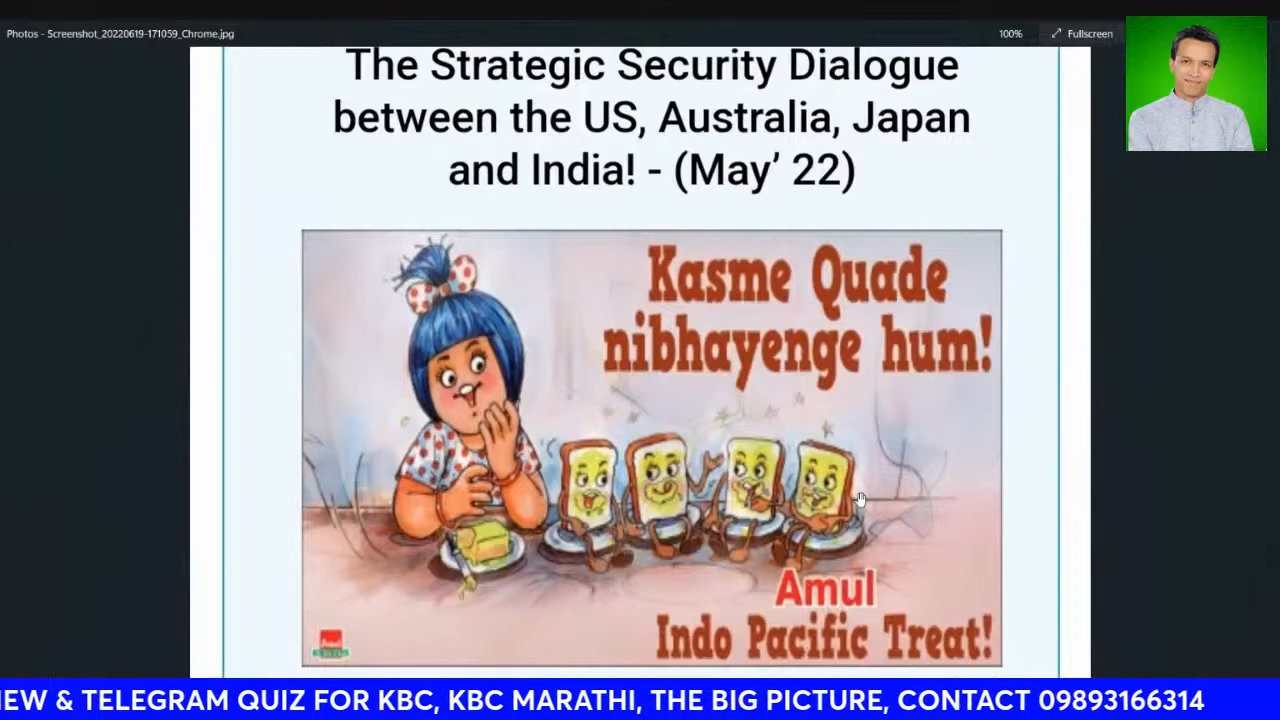 Photos - Screenshot_20220619-171059_Chrome.jpg
100%
Fullscreen
The Strategic Security Dialogue
between the US, Australia, Japan
and India! - (May’ 22)
Kasme Quade
nibhayenge hum!
Amul
Indo Pacific Treat!
& TELEGRAM QUIZ FOR KBC, KBC MARATHI, THE BIG PICTURE, CONTACT 09893166314